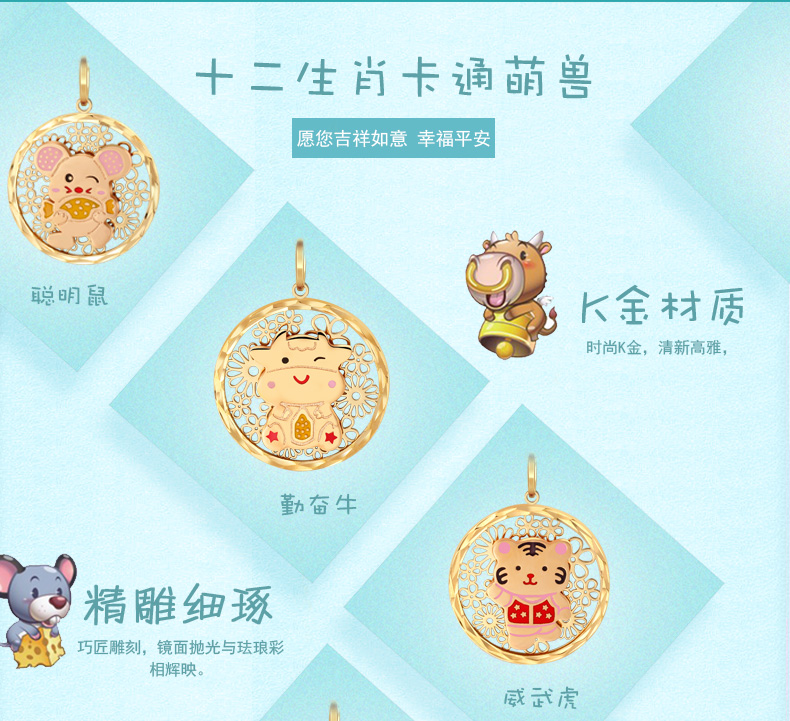 十二生肖卡通萌兽
愿您吉祥如意 幸福平安
聪明鼠
K金材质
时尚K金，清新高雅，
勤奋牛
精雕细琢
巧匠雕刻，镜面抛光与珐琅彩
相辉映。
威武虎